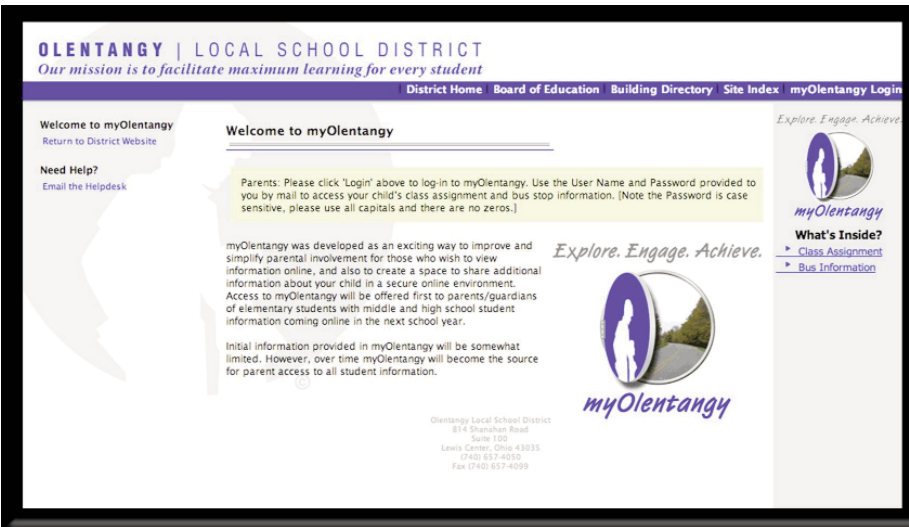 OLENTANGY | LOCAL SCHOOL DISTRICT
Our mission is to facilitate maximum learning for every student
District Home | Board of Education | Building Directory | Site Index | myOlentangy Login
Welcome to myOlentangy
Return to District Website
Need Help?
Email the Helpdesk
Welcome to myOlentangy
Parents: Please click 'Login' above to log-in to myOlentangy. Use the User Name and Password provided to
you by mail to access your child's class assignment and bus stop information. [Note the Password is case
sensitive, please use all capitals and there are no zeros.]
myOlentangy was developed as an exciting way to improve and
simplify parental involvement for those who wish to view
information online, and also to create a space to share additional
information about your child in a secure online environment.
Access to myOlentangy will be offered first to parents/guardians
of elementary students with middle and high school student
information coming online in the next school year.
Initial information provided in myOlentangy will be somewhat
limited. However, over time myOlentangy will become the source
for parent access to all student information.
Explore. Engage. Achieve.
myOlentangy
©
Olentangy Local School District
814 Shanahan Road
Suite 100
Lewis Center, Ohio 43035
(740) 657-4050
Fax (740) 657-4099
Explore. Engage. Achieve.
myOlentangy
What's Inside?
Class Assignment
Bus Information